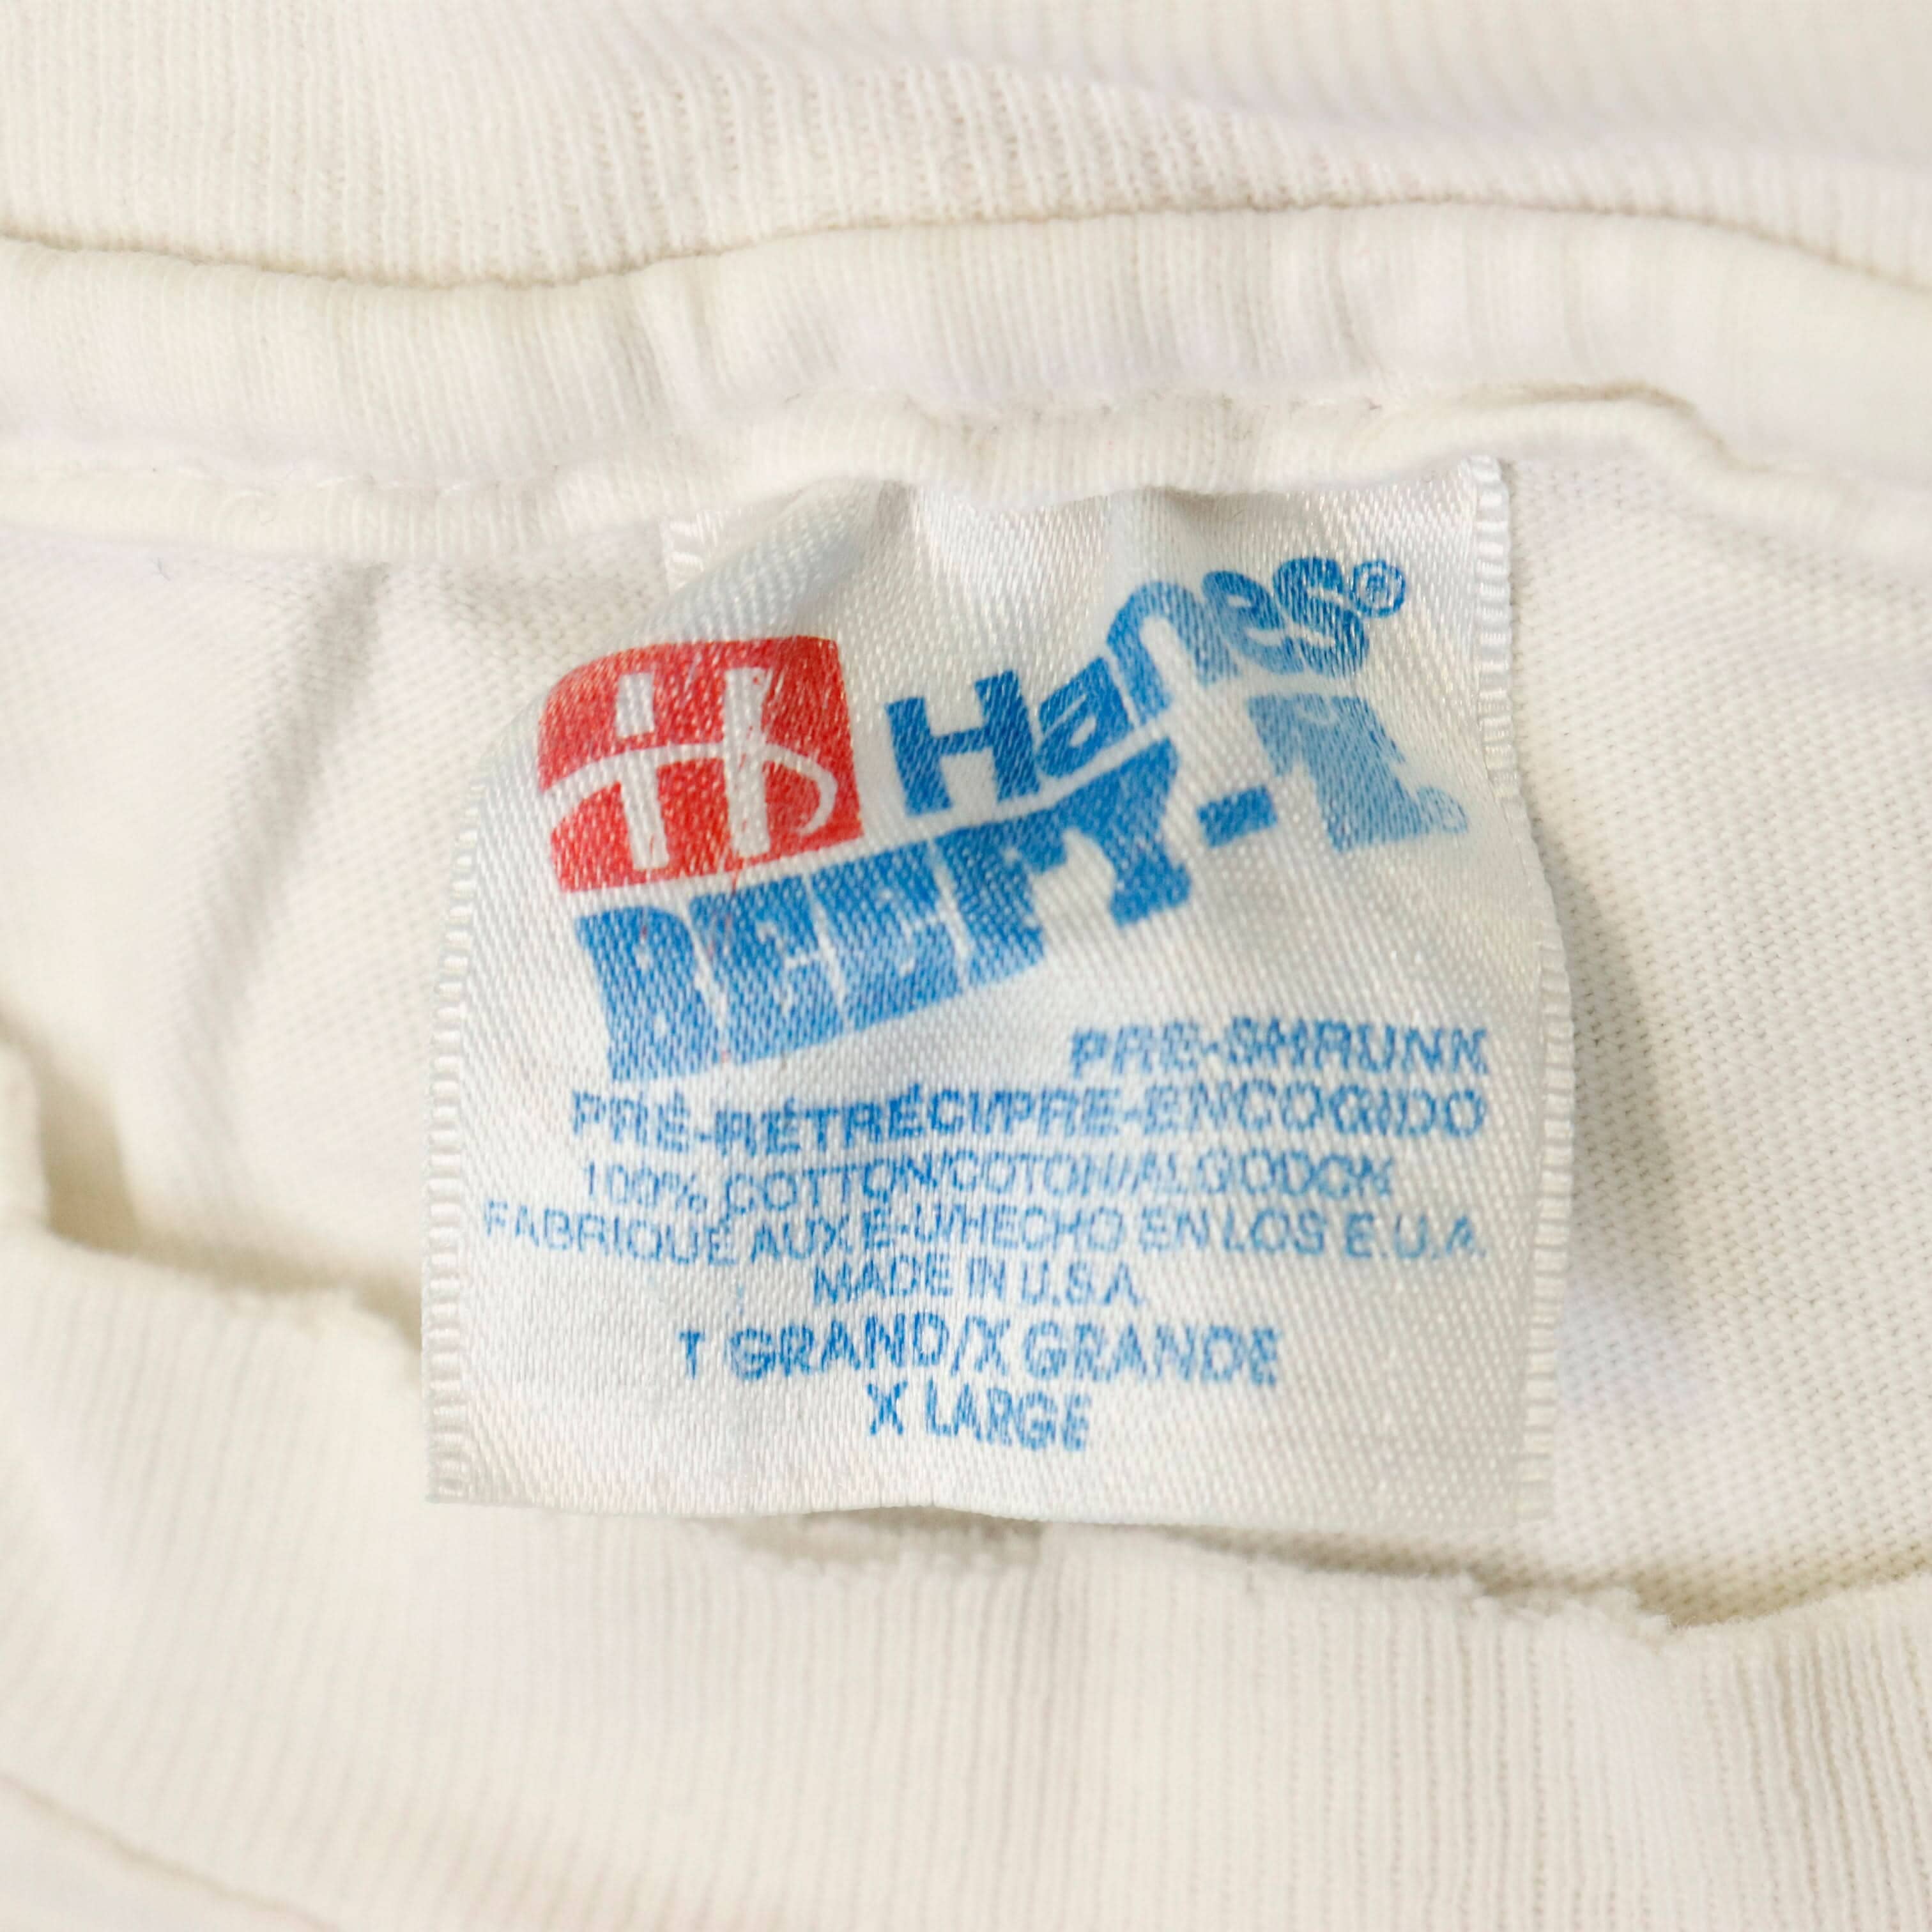 H Hanes®
BEEFY-T®
PRE-SHRUNK
PRÉ-RÉTRÉCI/PRE-ENCOGIDO
100% COTTON/COTON/ALGODON
FABRIQUÉ AUX É-U/HECHO EN LOS E.U.A.
MADE IN U.S.A.
T GRAND/X GRANDE
X LARGE